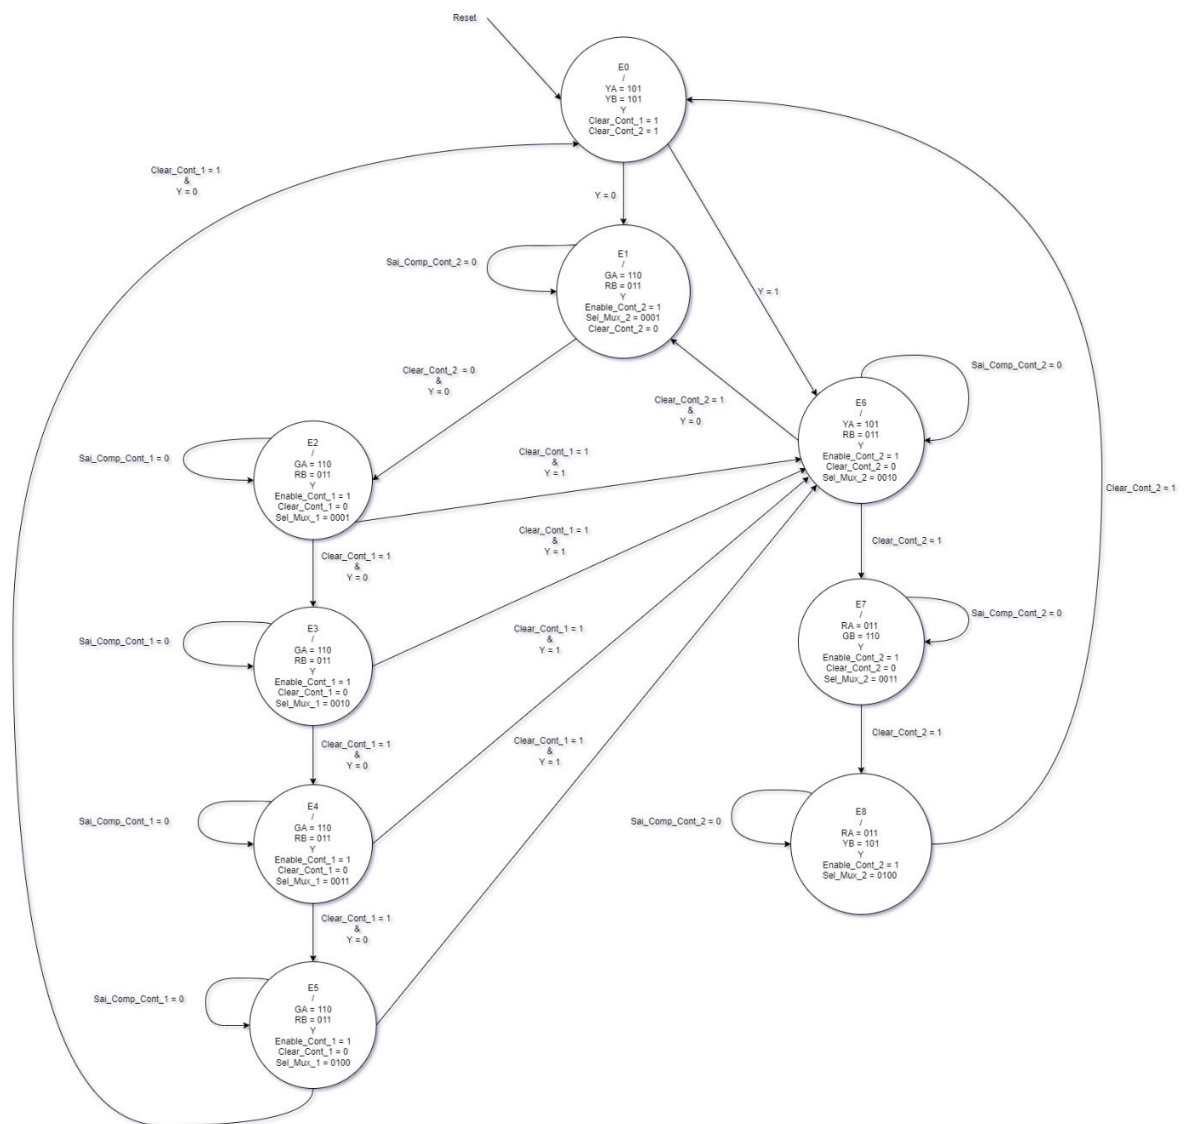 Reset
E0
/
YA = 101
YB = 101
Y
Clear_Cont_1 = 1
Clear_Cont_2 = 1
Clear_Cont_1 = 1
&
Y = 0
Y = 0
Y = 1
Sai_Comp_Cont_2 = 0
E1
/
GA = 110
RB = 011
Y
Enable_Cont_2 = 1
Sel_Mux_2 = 0001
Clear_Cont_2 = 0
Clear_Cont_2 = 0
&
Y = 0
Clear_Cont_2 = 1
&
Y = 0
Sai_Comp_Cont_2 = 0
E6
/
YA = 101
RB = 011
Y
Enable_Cont_2 = 1
Clear_Cont_2 = 0
Sel_Mux_2 = 0010
Clear_Cont_2 = 1
Sai_Comp_Cont_1 = 0
E2
/
GA = 110
RB = 011
Y
Enable_Cont_1 = 1
Clear_Cont_1 = 0
Sel_Mux_1 = 0001
Clear_Cont_1 = 1
&
Y = 1
Clear_Cont_1 = 1
&
Y = 0
Clear_Cont_1 = 1
&
Y = 1
Clear_Cont_2 = 1
Sai_Comp_Cont_1 = 0
E3
/
GA = 110
RB = 011
Y
Enable_Cont_1 = 1
Clear_Cont_1 = 0
Sel_Mux_1 = 0010
Clear_Cont_1 = 1
&
Y = 1
E7
/
RA = 011
GB = 110
Y
Enable_Cont_2 = 1
Clear_Cont_2 = 0
Sel_Mux_2 = 0011
Sai_Comp_Cont_2 = 0
Clear_Cont_1 = 1
&
Y = 0
Clear_Cont_1 = 1
&
Y = 1
Clear_Cont_2 = 1
Sai_Comp_Cont_1 = 0
E4
/
GA = 110
RB = 011
Y
Enable_Cont_1 = 1
Clear_Cont_1 = 0
Sel_Mux_1 = 0011
Sai_Comp_Cont_2 = 0
E8
/
RA = 011
YB = 101
Y
Enable_Cont_2 = 1
Sel_Mux_2 = 0100
Clear_Cont_1 = 1
&
Y = 0
Sai_Comp_Cont_1 = 0
E5
/
GA = 110
RB = 011
Y
Enable_Cont_1 = 1
Clear_Cont_1 = 0
Sel_Mux_1 = 0100